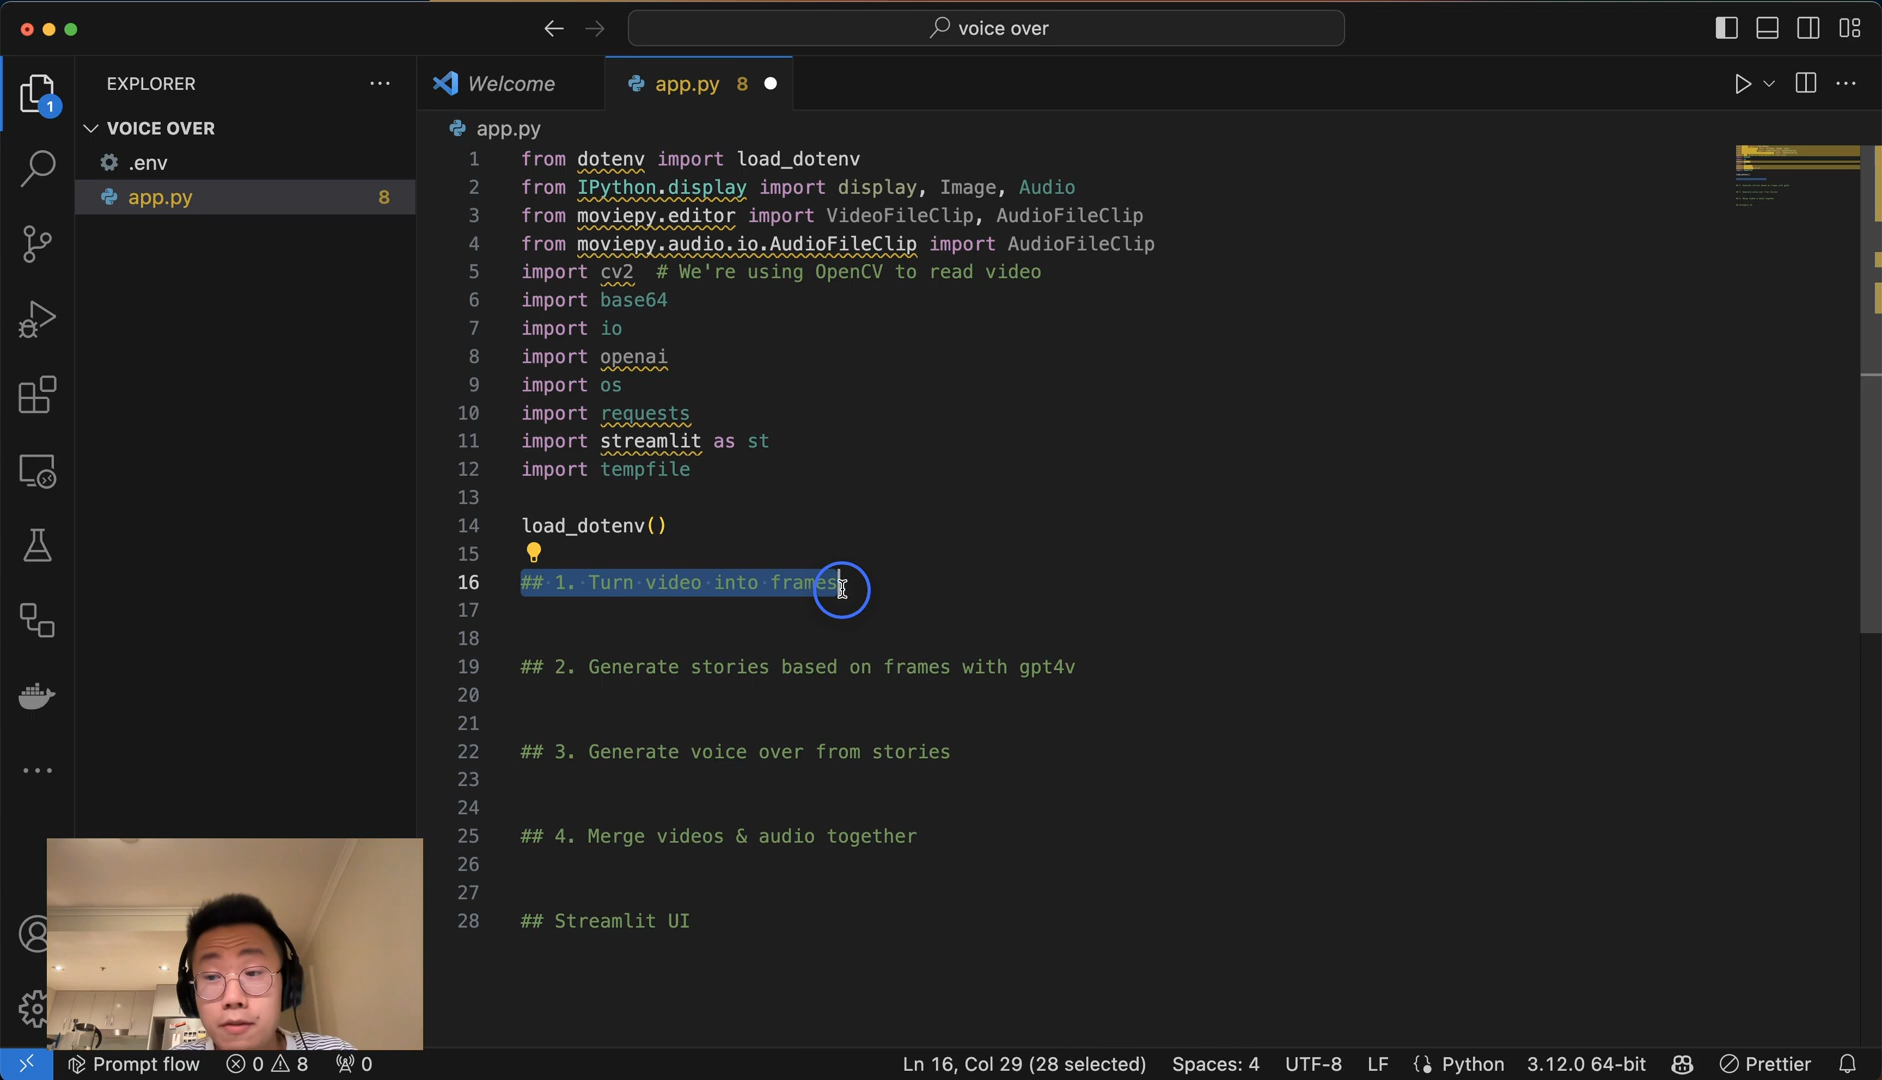 voice over
EXPLORER
Welcome
app.py 8
1
VOICE OVER
.env
app.py 8
app.py
1 from dotenv import load_dotenv
2 from IPython.display import display, Image, Audio
3 from moviepy.editor import VideoFileClip, AudioFileClip
4 from moviepy.audio.io.AudioFileClip import AudioFileClip
5 import cv2 # We're using OpenCV to read video
6 import base64
7 import io
8 import openai
9 import os
10 import requests
11 import streamlit as st
12 import tempfile
13
14 load_dotenv()
15
16 ## 1. Turn video into frames
17
18
19 ## 2. Generate stories based on frames with gpt4v
20
21
22 ## 3. Generate voice over from stories
23
24
25 ## 4. Merge videos & audio together
26
27
28 ## Streamlit UI
Prompt flow 0 8 0 Ln 16, Col 29 (28 selected) Spaces: 4 UTF-8 LF Python 3.12.0 64-bit Prettier